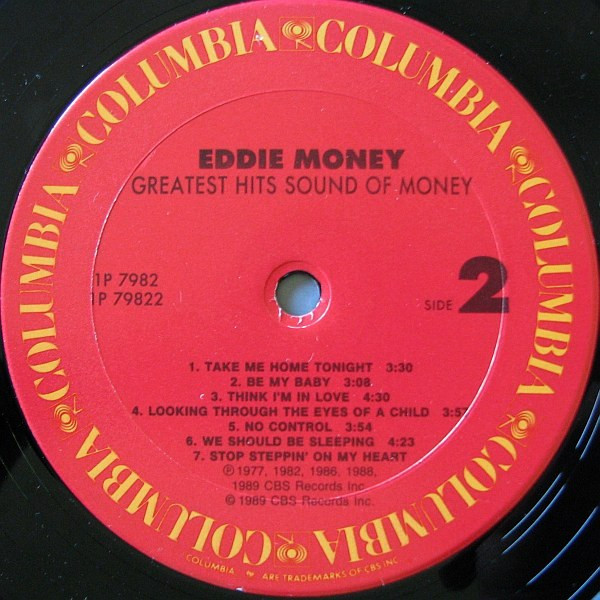 COLUMBIA COLUMBIA COLUMBIA COLUMBIA COLUMBIA COLUMBIA
EDDIE MONEY
GREATEST HITS SOUND OF MONEY
1P 7982
1P 79822
SIDE 2
1. TAKE ME HOME TONIGHT 3:30
2. BE MY BABY 3:08
3. THINK I'M IN LOVE 4:30
4. LOOKING THROUGH THE EYES OF A CHILD 3:57
5. NO CONTROL 3:54
6. WE SHOULD BE SLEEPING 4:23
7. STOP STEPPIN' ON MY HEART
Ⓟ 1977, 1982, 1986, 1988,
1989 CBS Records Inc.
© 1989 CBS Records Inc.
COLUMBIA ARE TRADEMARKS OF CBS INC.